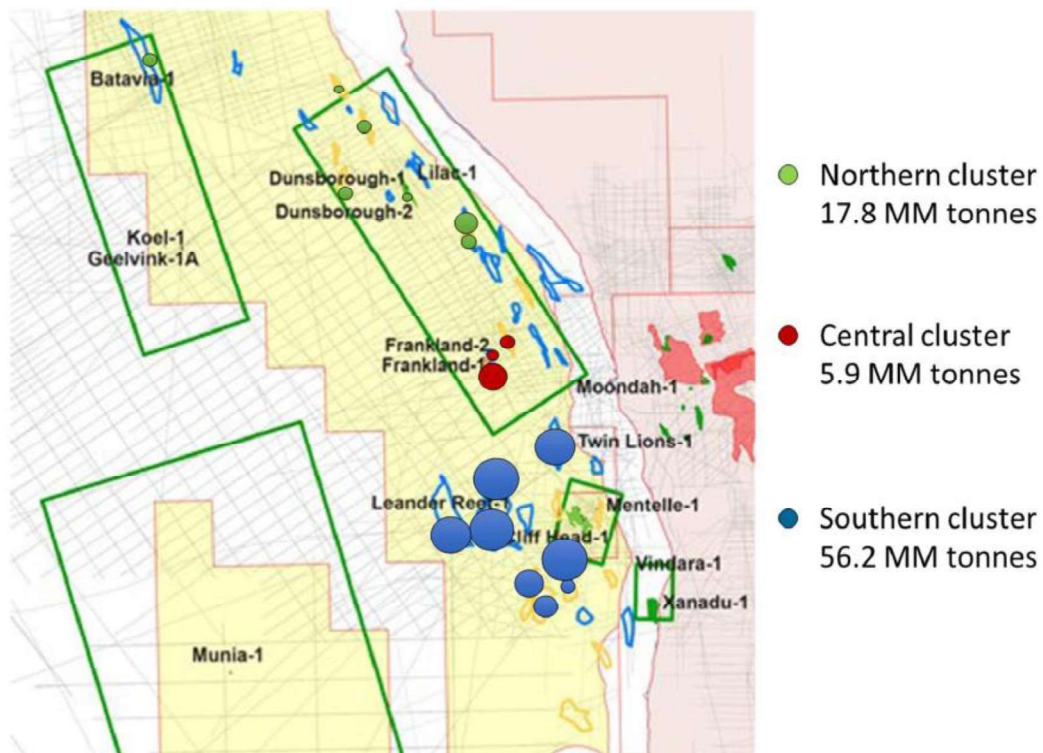 Batavia-1
Dunsborough-1
Lilac-1
Dunsborough-2
Koel-1
Geelvink-1A
Frankland-2
Frankland-1
Moondah-1
Twin Lions-1
Leander Reef-1
Mentelle-1
Cliff Head-1
Vindara-1
Xanadu-1
Munia-1
Northern cluster
17.8 MM tonnes
Central cluster
5.9 MM tonnes
Southern cluster
56.2 MM tonnes